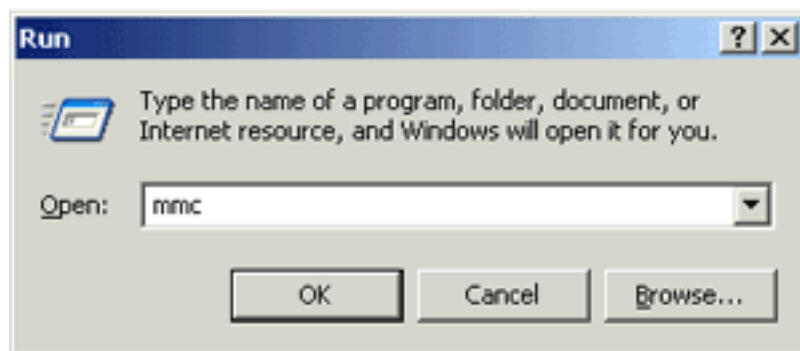 Run
Type the name of a program, folder, document, or
Internet resource, and Windows will open it for you.
Open: mmc
OK Cancel Browse...